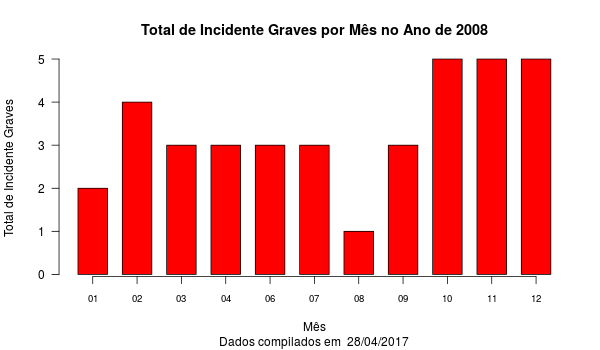 Total de Incidente Graves por Mês no Ano de 2008
Total de Incidente Graves
5
4
3
2
1
0
01 02 03 04 06 07 08 09 10 11 12
Mês
Dados compilados em 28/04/2017